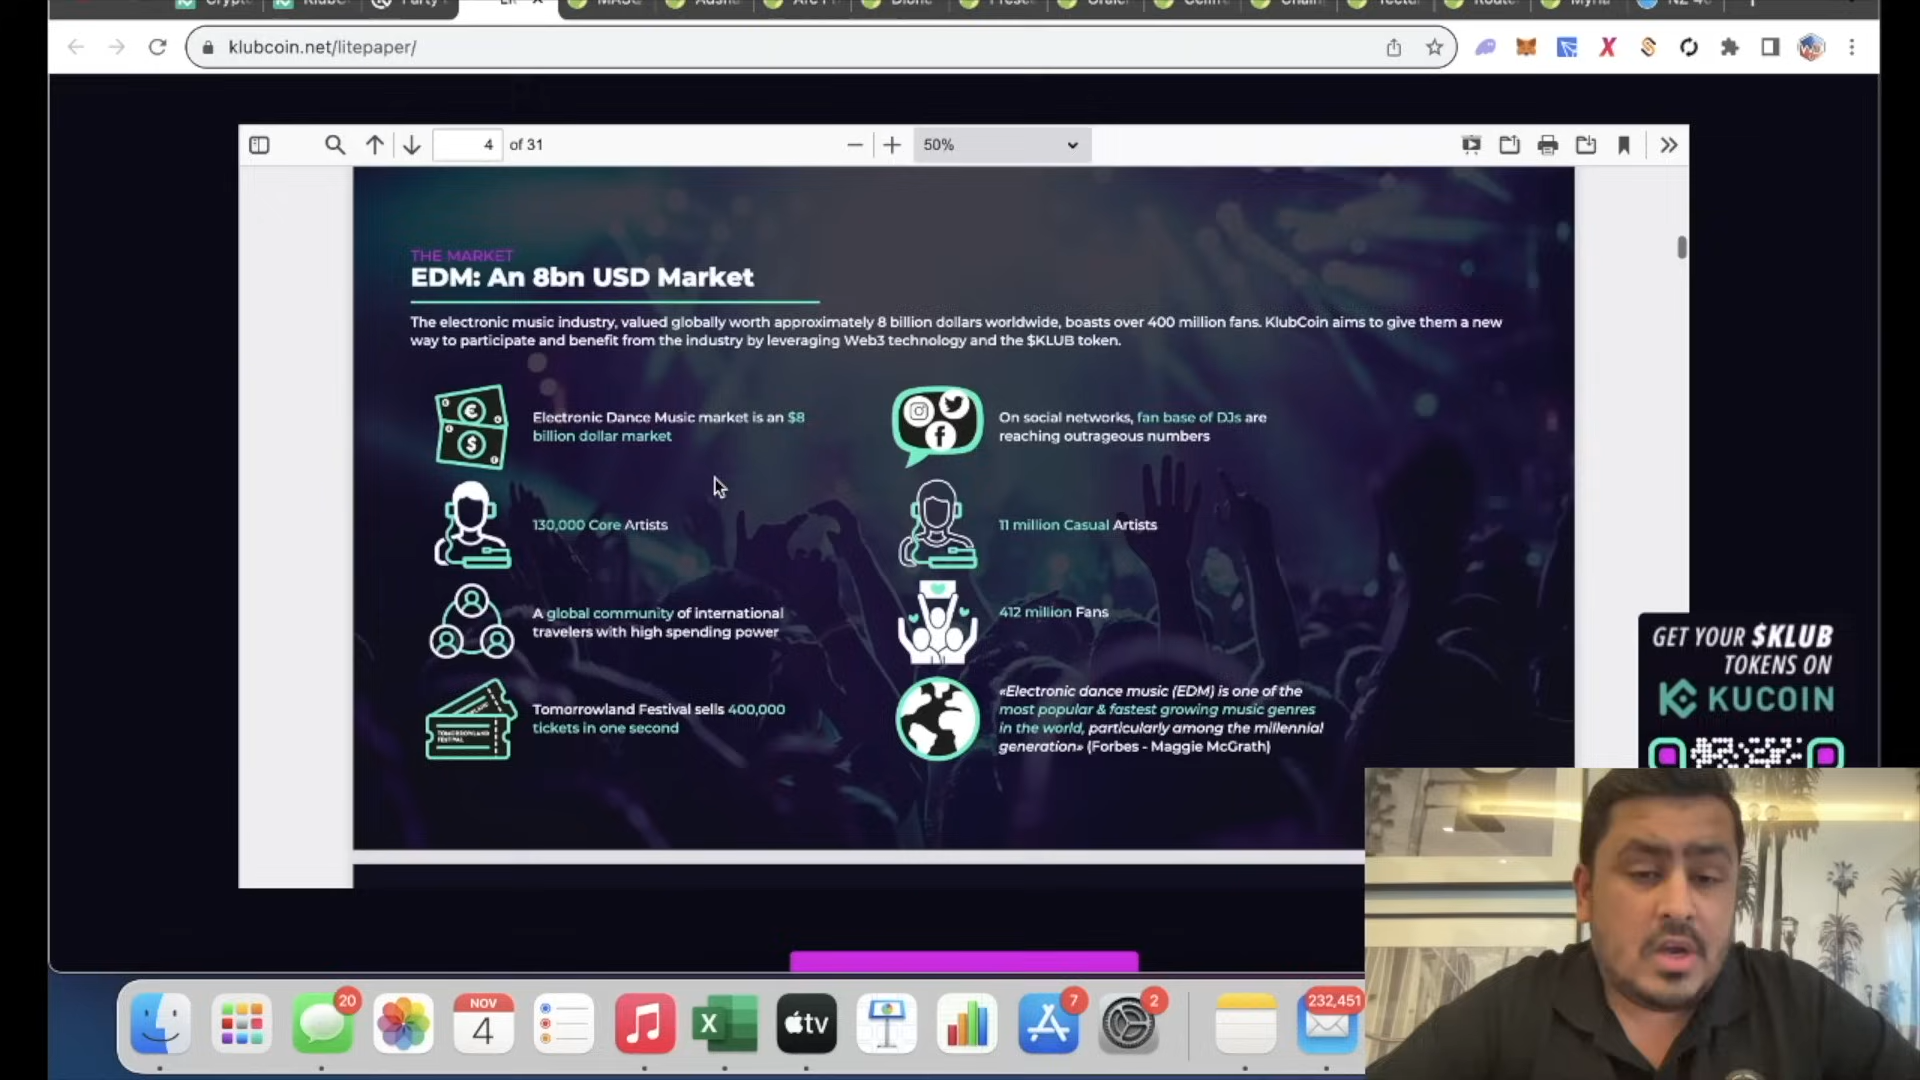 klubcoin.net/litepaper/
4 of 31
50%
THE MARKET
EDM: An 8bn USD Market
The electronic music industry, valued globally worth approximately 8 billion dollars worldwide, boasts over 400 million fans. KlubCoin aims to give them a new
way to participate and benefit from the industry by leveraging Web3 technology and the $KLUB token.
Electronic Dance Music market is an $8
billion dollar market
On social networks, fan base of DJs are
reaching outrageous numbers
130,000 Core Artists
11 million Casual Artists
A global community of international
travelers with high spending power
412 million Fans
TOMORROWLAND
FESTIVAL
Tomorrowland Festival sells 400,000
tickets in one second
«Electronic dance music (EDM) is one of the
most popular & fastest growing music genres
in the world, particularly among the millennial
generation» (Forbes - Maggie McGrath)
GET YOUR $KLUB
TOKENS ON
KUCOIN
20
NOV
4
tv
7
2
232,451